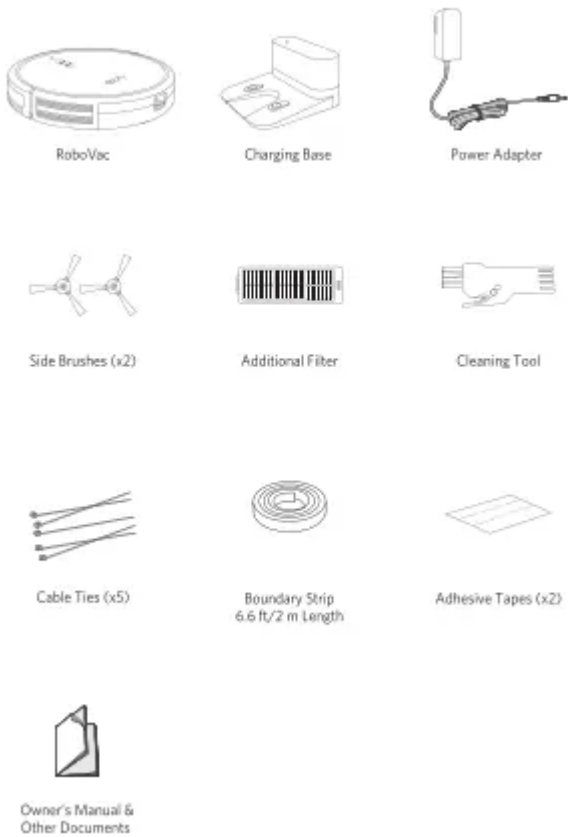 RoboVac
Charging Base
Power Adapter
Side Brushes (x2)
Additional Filter
Cleaning Tool
Cable Ties (x5)
Boundary Strip
6.6 ft/2 m Length
Adhesive Tapes (x2)
Owner's Manual &
Other Documents